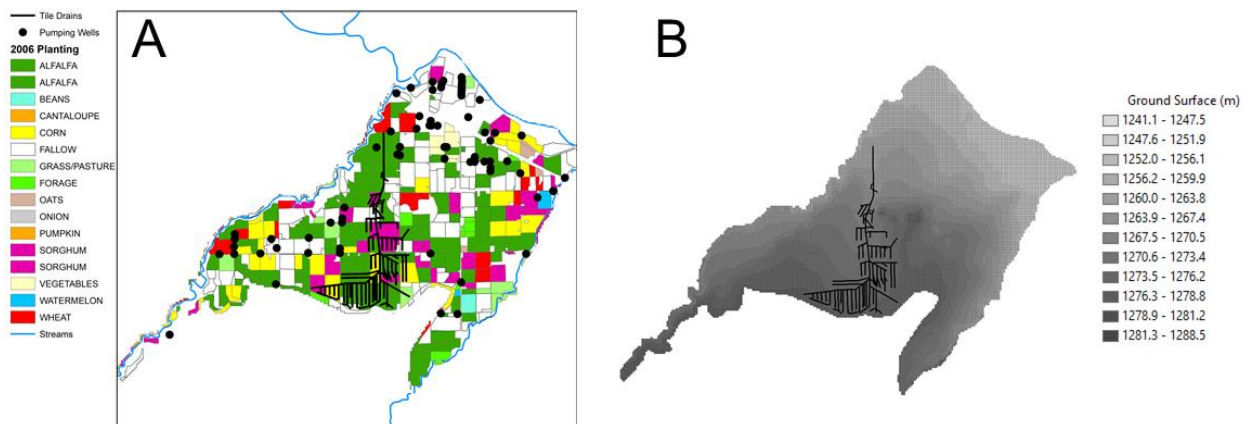 Tile Drains
Pumping Wells
2006 Planting
ALFALFA
ALFALFA
BEANS
CANTALOUPE
CORN
FALLOW
GRASS/PASTURE
FORAGE
OATS
ONION
PUMPKIN
SORGHUM
SORGHUM
VEGETABLES
WATERMELON
WHEAT
Streams
A
B
Ground Surface (m)
1241.1 - 1247.5
1247.6 - 1251.9
1252.0 - 1256.1
1256.2 - 1259.9
1260.0 - 1263.8
1263.9 - 1267.4
1267.5 - 1270.5
1270.6 - 1273.4
1273.5 - 1276.2
1276.3 - 1278.8
1278.9 - 1281.2
1281.3 - 1288.5